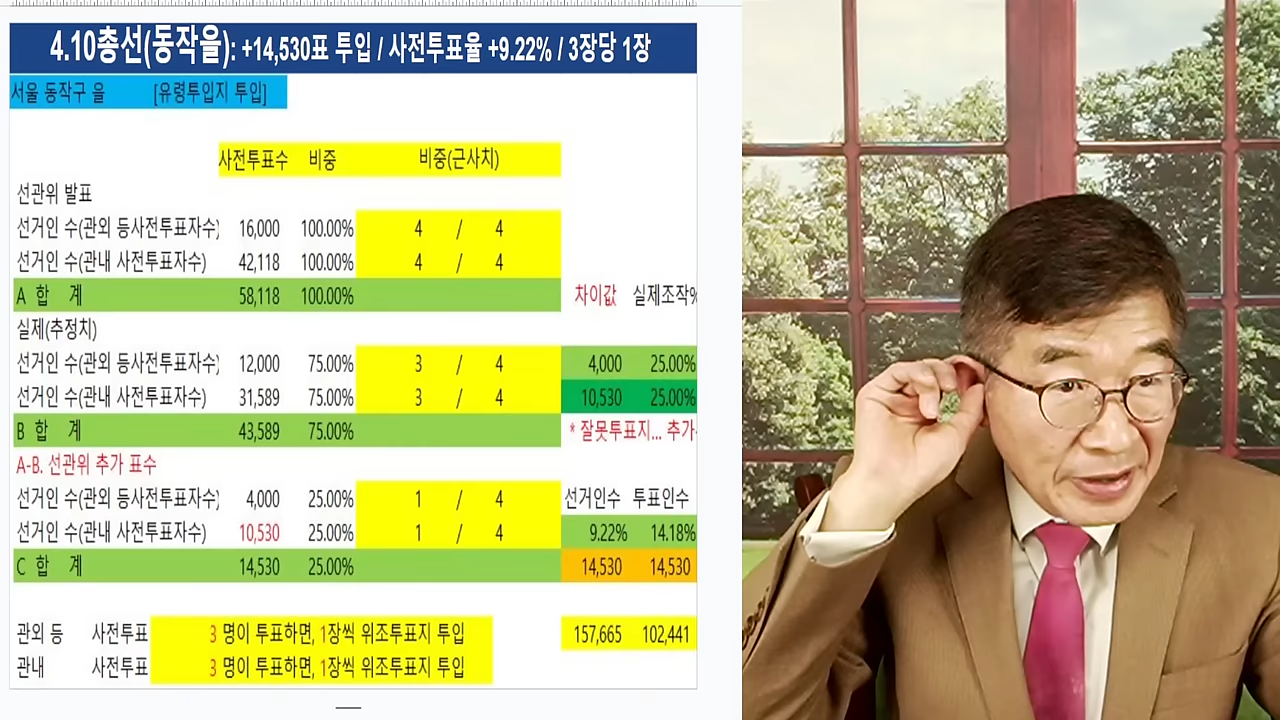 4.10총선(동작을): +14,530표 투입 / 사전투표율 +9.22% / 3장당 1장
서울 동작구 을 [유령투입지 투입]
사전투표수 비중 비중(근사치)
선관위 발표
선거인 수(관외 등사전투표자수) 16,000 100.00% 4 / 4
선거인 수(관내 사전투표자수) 42,118 100.00% 4 / 4
A 합 계 58,118 100.00% 차이값 실제조작%
실제(추정치)
선거인 수(관외 등사전투표자수) 12,000 75.00% 3 / 4 4,000 25.00%
선거인 수(관내 사전투표자수) 31,589 75.00% 3 / 4 10,530 25.00%
B 합 계 43,589 75.00% * 잘못투표지... 추가
A-B. 선관위 추가 표수
선거인 수(관외 등사전투표자수) 4,000 25.00% 1 / 4 선거인수 투표인수
선거인 수(관내 사전투표자수) 10,530 25.00% 1 / 4 9.22% 14.18%
C 합 계 14,530 25.00% 14,530 14,530
관외 등 사전투표 3 명이 투표하면, 1장씩 위조투표지 투입 157,665 102,441
관내 사전투표 3 명이 투표하면, 1장씩 위조투표지 투입